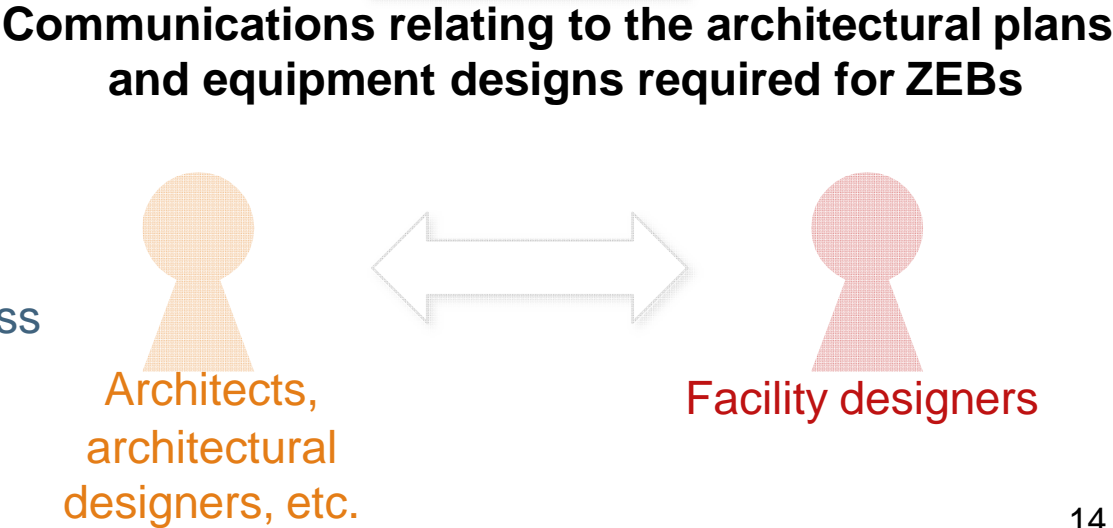 Communications relating to the architectural plans
and equipment designs required for ZEBs
ss
Architects,
architectural
designers, etc.
Facility designers
14